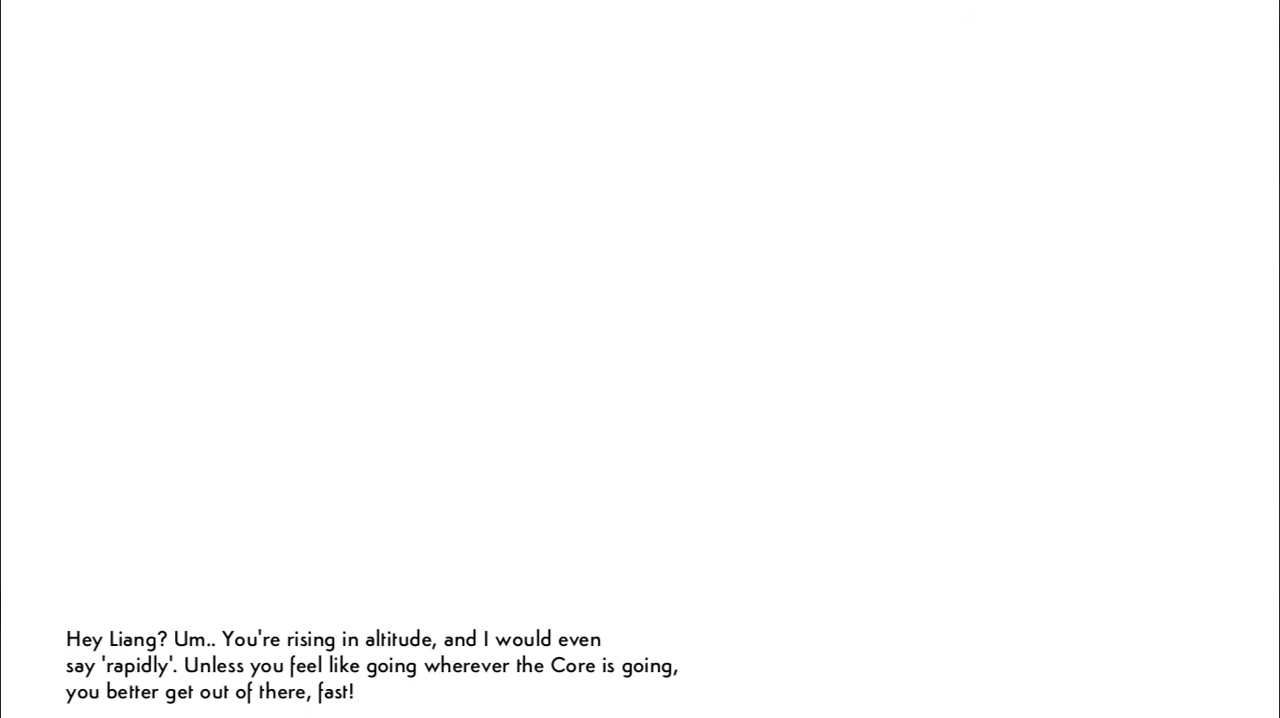 Hey Liang? Um.. You're rising in altitude, and I would even
say 'rapidly'. Unless you feel like going wherever the Core is going,
you better get out of there, fast!